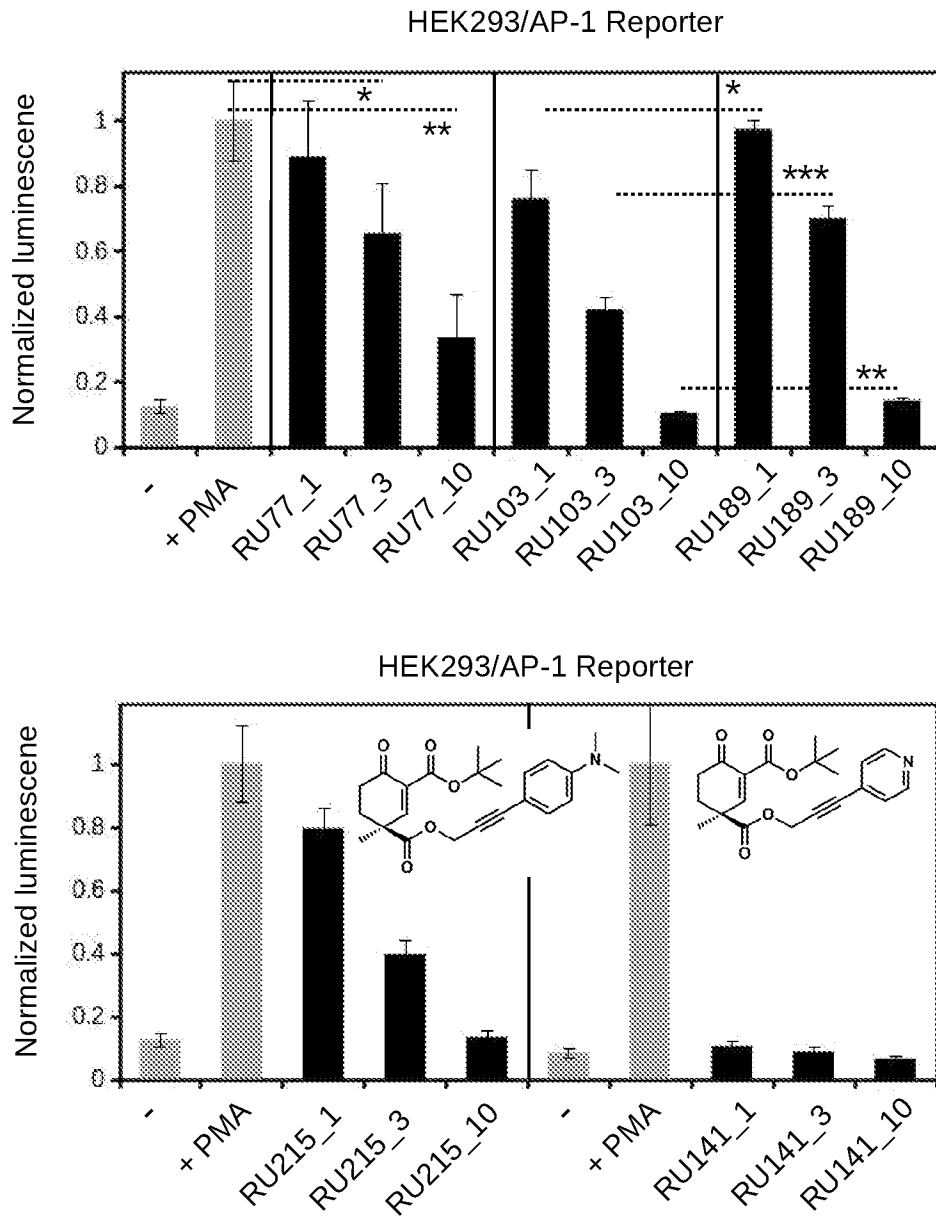 HEK293/AP-1 Reporter
Normalized luminescene
1
0.8
0.6
0.4
0.2
0
*
**
*
***
**
-
+ PMA
RU77_1
RU77_3
RU77_10
RU103_1
RU103_3
RU103_10
RU189_1
RU189_3
RU189_10
HEK293/AP-1 Reporter
Normalized luminescene
1
0.8
0.6
0.4
0.2
0
O
O
O
O
O
N
O
O
O
O
O
N
-
+ PMA
RU215_1
RU215_3
RU215_10
-
+ PMA
RU141_1
RU141_3
RU141_10